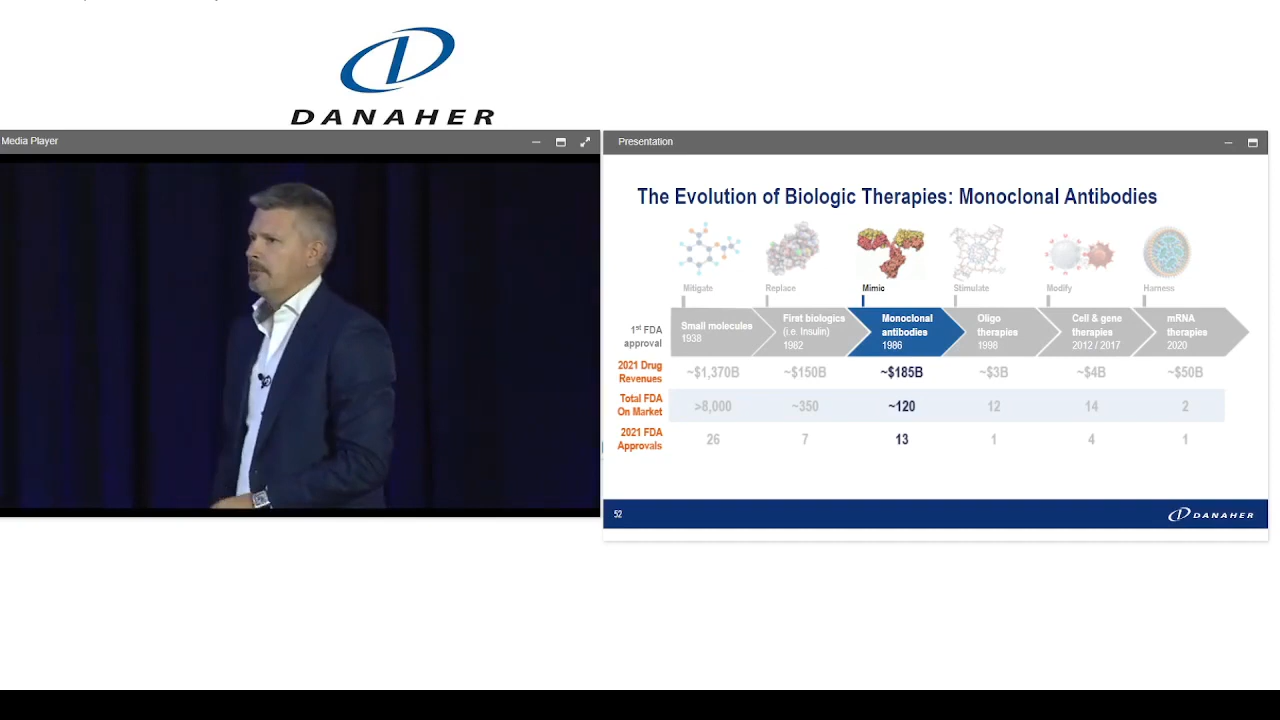 DANAHER
Media Player
Presentation
The Evolution of Biologic Therapies: Monoclonal Antibodies
Mitigate
Replace
Mimic
Stimulate
Modify
Harness
1st FDA
approval
Small molecules
1938
First biologics
(i.e. Insulin)
1982
Monoclonal
antibodies
1986
Oligo
therapies
1998
Cell & gene
therapies
2012 / 2017
mRNA
therapies
2020
2021 Drug
Revenues
~$1,370B
~$150B
~$185B
~$3B
~$4B
~$50B
Total FDA
On Market
>8,000
~350
~120
12
14
2
2021 FDA
Approvals
26
7
13
1
4
1
52
DANAHER